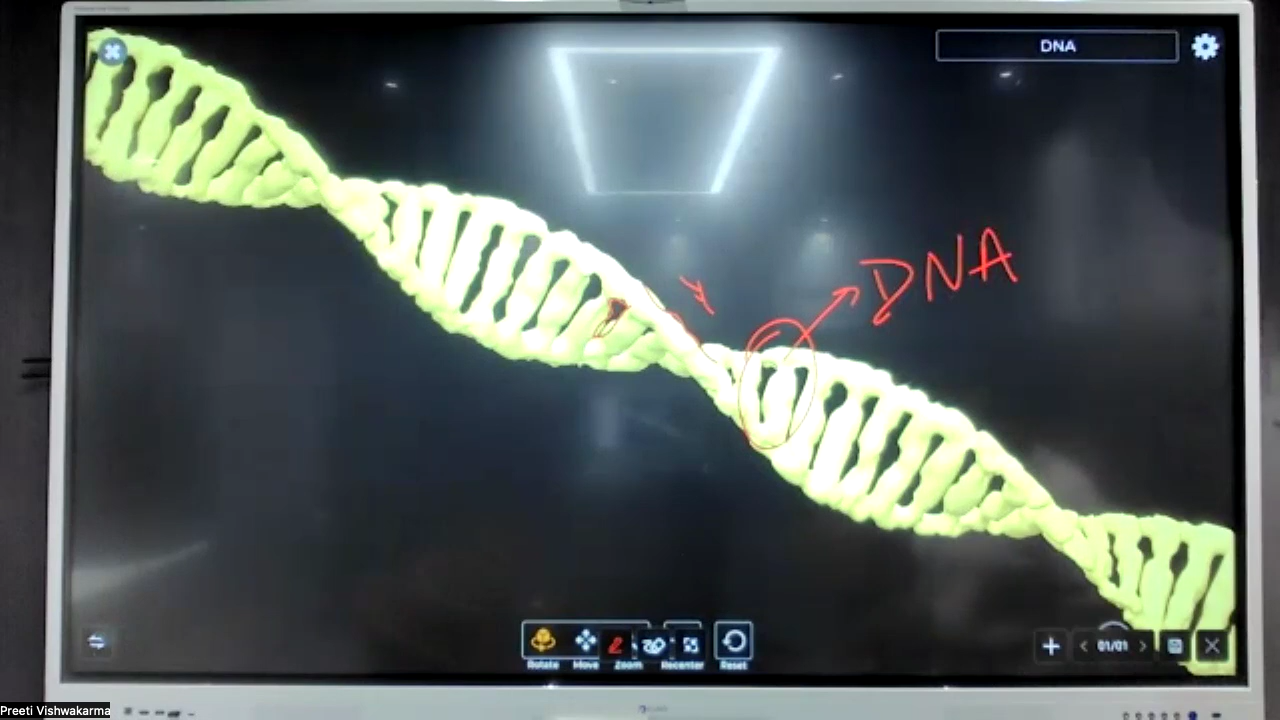 DNA
DNA
Rotate
Move
Zoom
Recenter
Reset
01/01
Preeti Vishwakarma